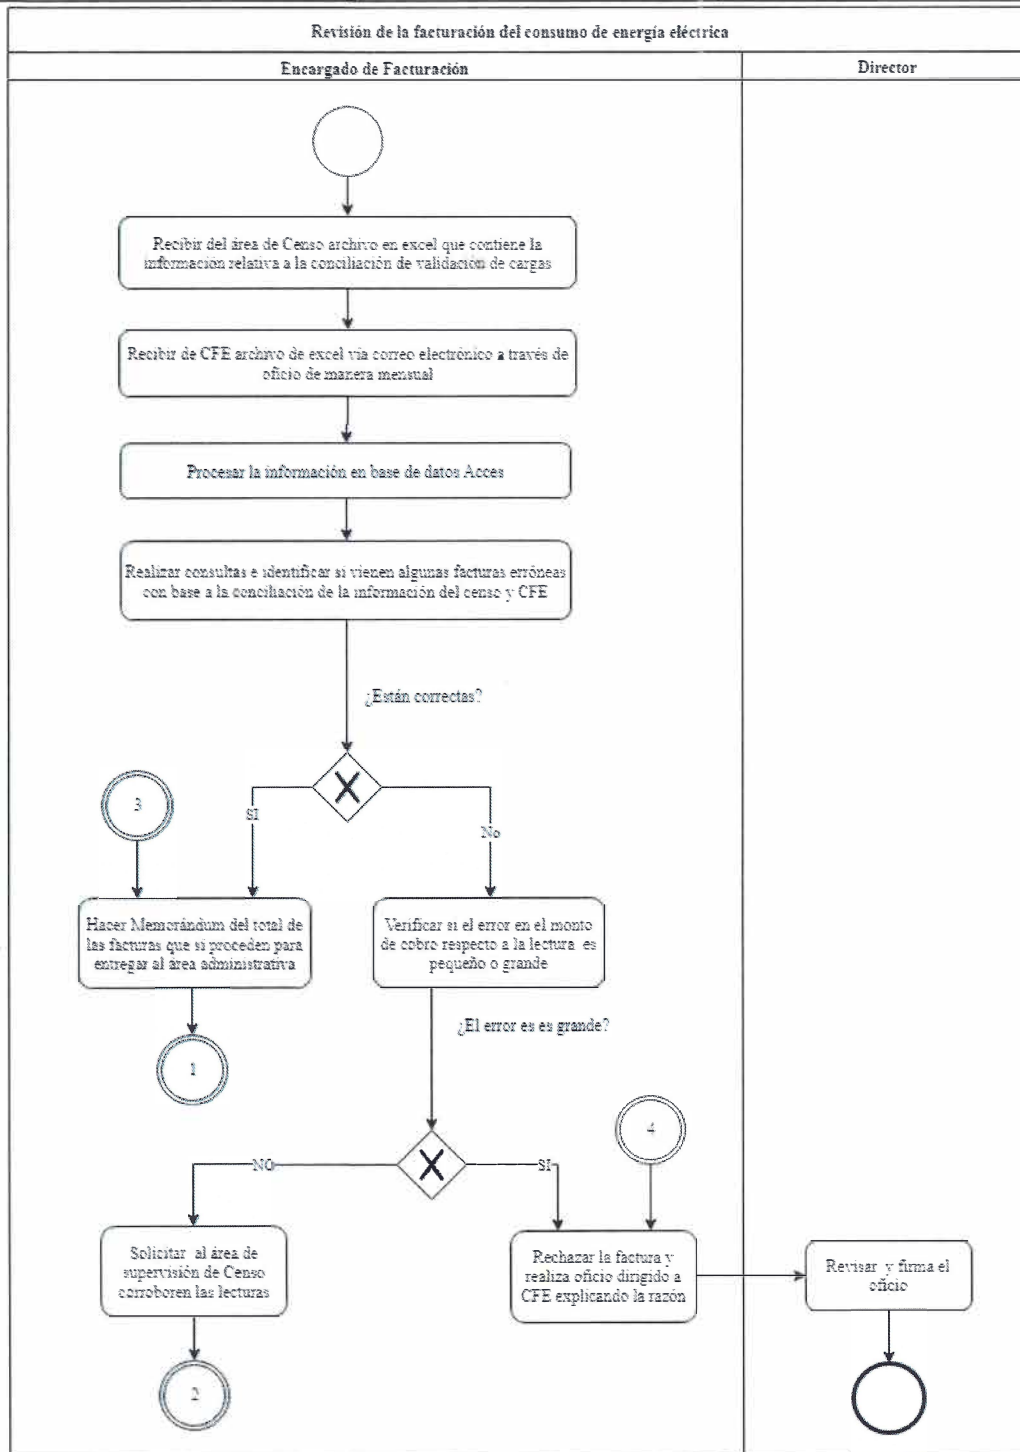 Revisión de la facturación del consumo de energía eléctrica
Encargado de Facturación
Director
Recibir del área de Censo archivo en excel que contiene la
información relativa a la conciliación de validación de cargas
Recibir de CFE archivo de excel vía correo electrónico a través de
oficio de manera mensual
Procesar la información en base de datos Acces
Realizar consultas e identificar si vienen algunas facturas erróneas
con base a la conciliación de la información del censo y CFE
¿Están correctas?
3
SI
No
Hacer Memorándum del total de
las facturas que si proceden para
entregar al área administrativa
Verificar si el error en el monto
de cobro respecto a la lectura es
pequeño o grande
¿El error es es grande?
1
4
NO
SI
Solicitar al área de
supervisión de Censo
corroboren las lecturas
Rechazar la factura y
realiza oficio dirigido a
CFE explicando la razón
Revisar y firma el
oficio
2